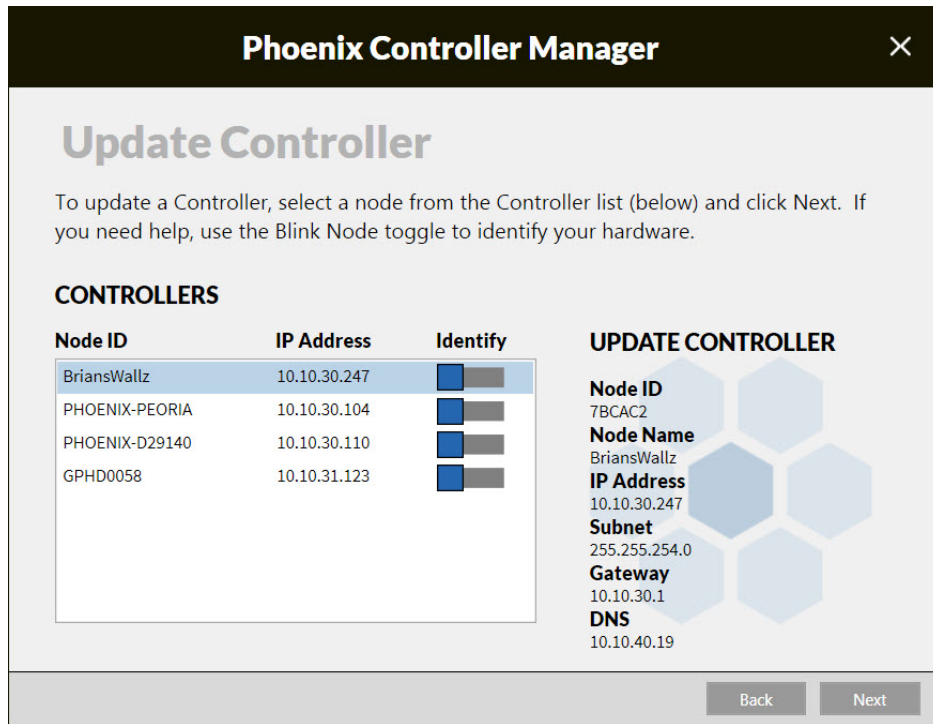 Phoenix Controller Manager
Update Controller
To update a Controller, select a node from the Controller list (below) and click Next. If
you need help, use the Blink Node toggle to identify your hardware.
CONTROLLERS
Node ID IP Address Identify
BriansWallz 10.10.30.247
PHOENIX-PEORIA 10.10.30.104
PHOENIX-D29140 10.10.30.110
GPHD0058 10.10.31.123
UPDATE CONTROLLER
Node ID
7BCAC2
Node Name
BriansWallz
IP Address
10.10.30.247
Subnet
255.255.254.0
Gateway
10.10.30.1
DNS
10.10.40.19
Back Next